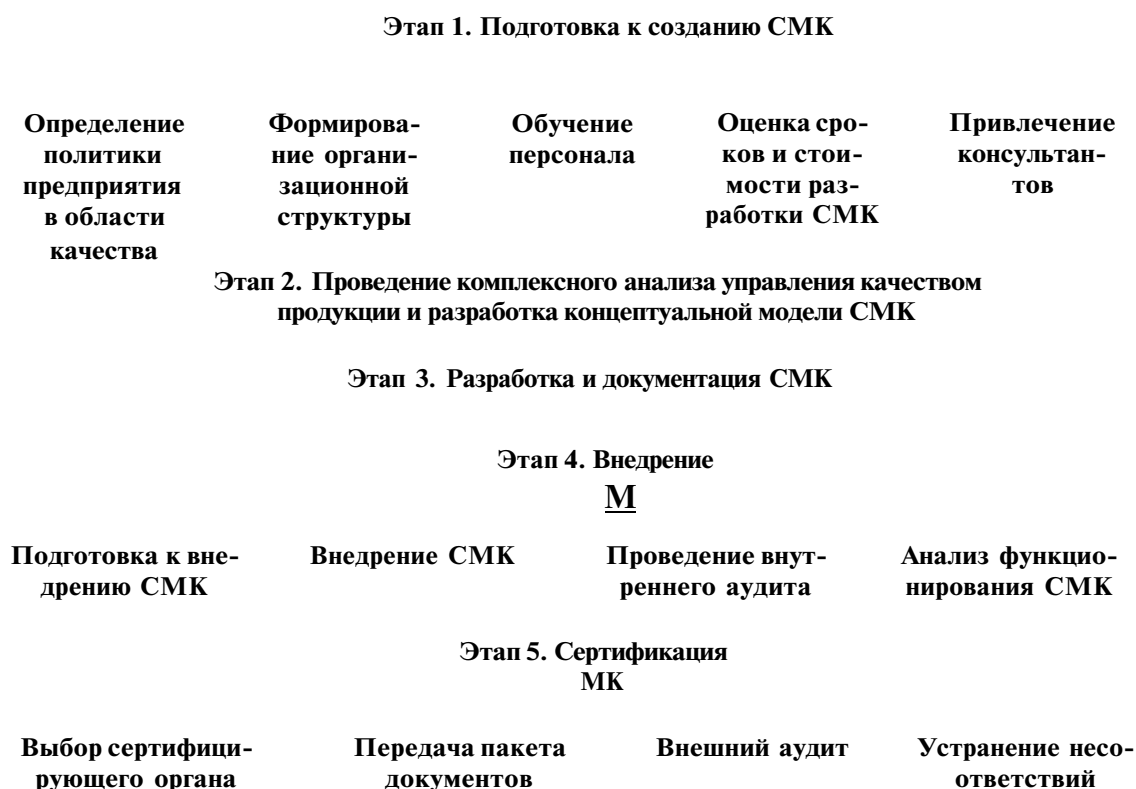 Этап 1. Подготовка к созданию СМК
Определение
политики
предприятия
в области
качества
Формирова-
ние органи-
зационной
структуры
Обучение
персонала
Оценка сро-
ков и стои-
мости раз-
работки СМК
Привлечение
консультан-
тов
Этап 2. Проведение комплексного анализа управления качеством
продукции и разработка концептуальной модели СМК
Этап 3. Разработка и документация СМК
Этап 4. Внедрение
М
Подготовка к вне-
дрению СМК
Внедрение СМК
Проведение внут-
реннего аудита
Анализ функцио-
нирования СМК
Этап 5. Сертификация
МК
Выбор сертифици-
рующего органа
Передача пакета
документов
Внешний аудит
Устранение несо-
ответствий